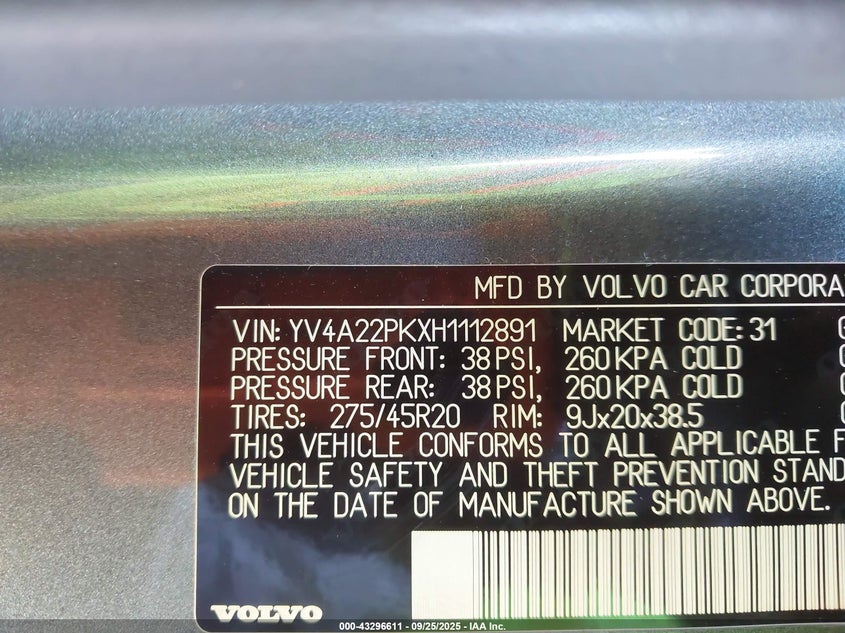 MFD BY VOLVO CAR CORPORA
VIN: YV4A22PKXH1112891 MARKET CODE: 31
PRESSURE FRONT: 38 PSI, 260 KPA COLD
PRESSURE REAR: 38 PSI, 260 KPA COLD
TIRES: 275/45R20 RIM: 9Jx20x38.5
THIS VEHICLE CONFORMS TO ALL APPLICABLE F
VEHICLE SAFETY AND THEFT PREVENTION STAND
ON THE DATE OF MANUFACTURE SHOWN ABOVE.
VOLVO
000-43296611 - 09/25/2025 - IAA Inc.